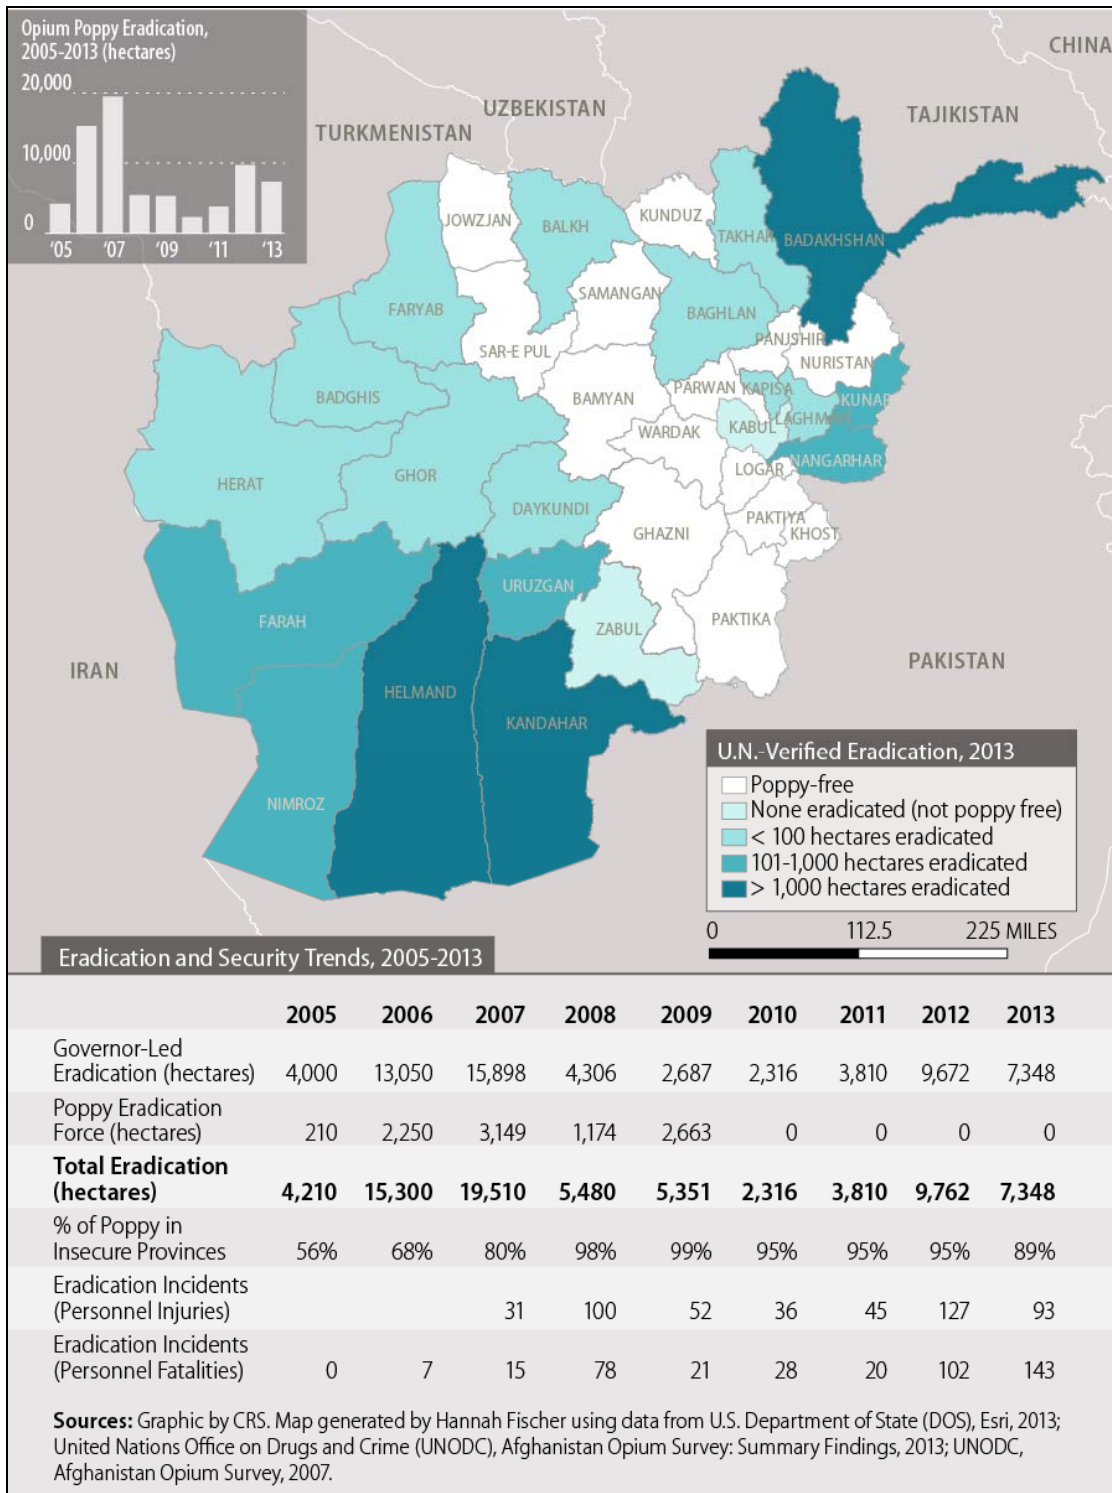 Opium Poppy Eradication,
2005-2013 (hectares)
20,000
10,000
0
'05 '07 '09 '11 '13
CHINA
UZBEKISTAN
TAJIKISTAN
TURKMENISTAN
JOWZJAN
BALKH
KUNDUZ
TAKHAR
BADAKHSHAN
FARYAB
SAMANGAN
BAGHLAN
SAR-E PUL
PANJSHIR
NURISTAN
BADGHIS
BAMYAN
PARWAN
KAPISA
KUNAR
LAGHMAN
KABUL
WARDAK
NANGARHAR
LOGAR
HERAT
GHOR
DAYKUNDI
GHAZNI
PAKTIYA
KHOST
URUZGAN
FARAH
ZABUL
PAKTIKA
IRAN
PAKISTAN
HELMAND
KANDAHAR
NIMROZ
U.N.-Verified Eradication, 2013
Poppy-free
None eradicated (not poppy free)
< 100 hectares eradicated
101-1,000 hectares eradicated
> 1,000 hectares eradicated
0 112.5 225 MILES
Eradication and Security Trends, 2005-2013
2005 2006 2007 2008 2009 2010 2011 2012 2013
Governor-Led
Eradication (hectares) 4,000 13,050 15,898 4,306 2,687 2,316 3,810 9,672 7,348
Poppy Eradication
Force (hectares) 210 2,250 3,149 1,174 2,663 0 0 0 0
Total Eradication
(hectares) 4,210 15,300 19,510 5,480 5,351 2,316 3,810 9,762 7,348
% of Poppy in
Insecure Provinces 56% 68% 80% 98% 99% 95% 95% 95% 89%
Eradication Incidents
(Personnel Injuries) 31 100 52 36 45 127 93
Eradication Incidents
(Personnel Fatalities) 0 7 15 78 21 28 20 102 143
Sources: Graphic by CRS. Map generated by Hannah Fischer using data from U.S. Department of State (DOS), Esri, 2013;
United Nations Office on Drugs and Crime (UNODC), Afghanistan Opium Survey: Summary Findings, 2013; UNODC,
Afghanistan Opium Survey, 2007.